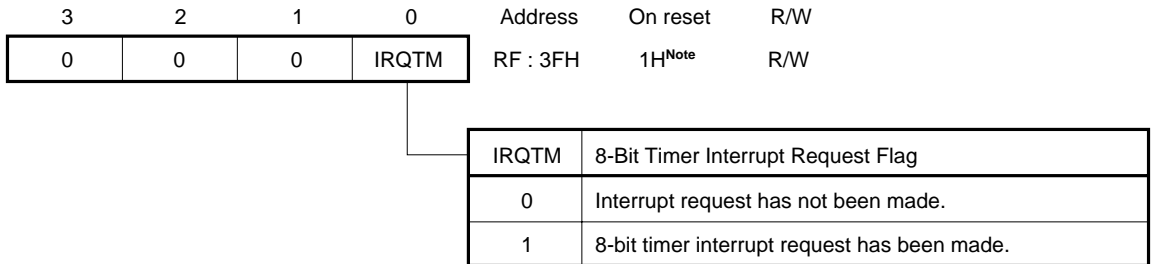 3 2 1 0 Address On reset R/W
0 0 0 IRQTM RF : 3FH 1HNote R/W
IRQTM 8-Bit Timer Interrupt Request Flag
0 Interrupt request has not been made.
1 8-bit timer interrupt request has been made.